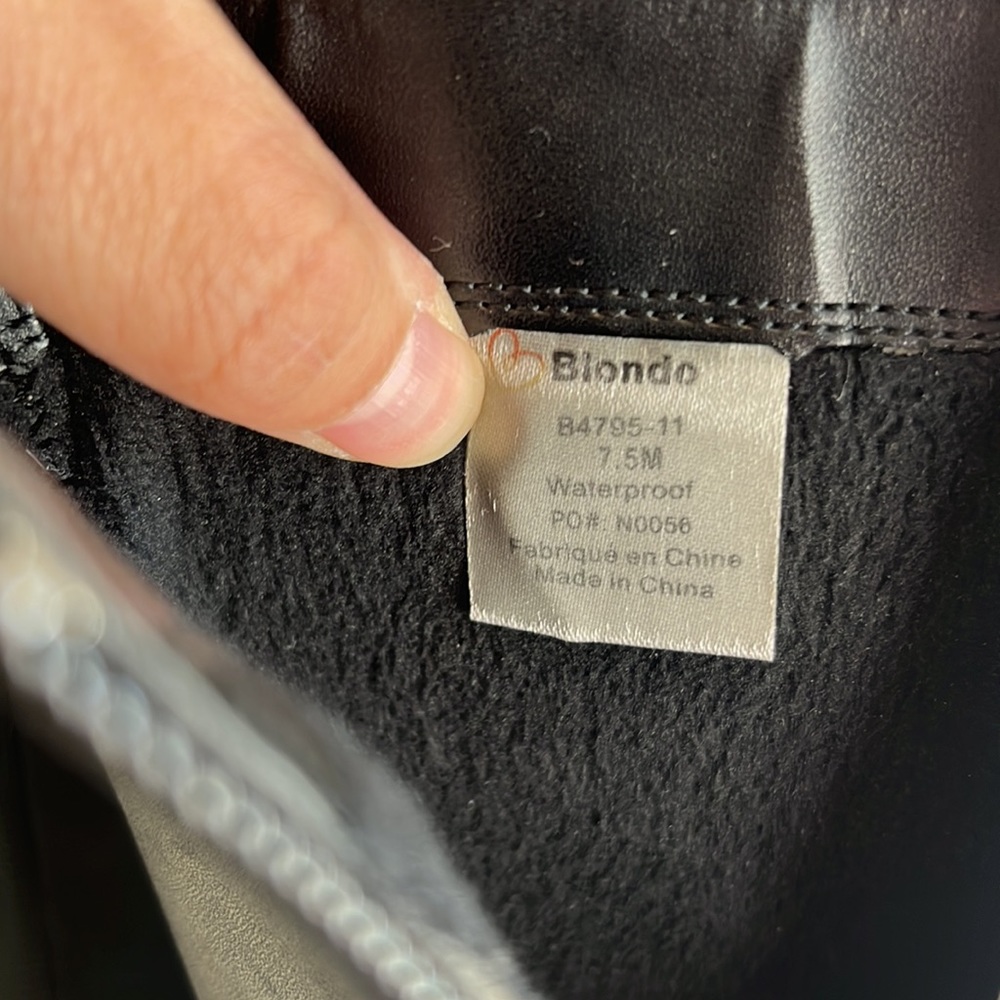 Blondo
B4795-11
7.5M
Waterproof
PO#: N0056
Fabriqué en Chine
Made in China